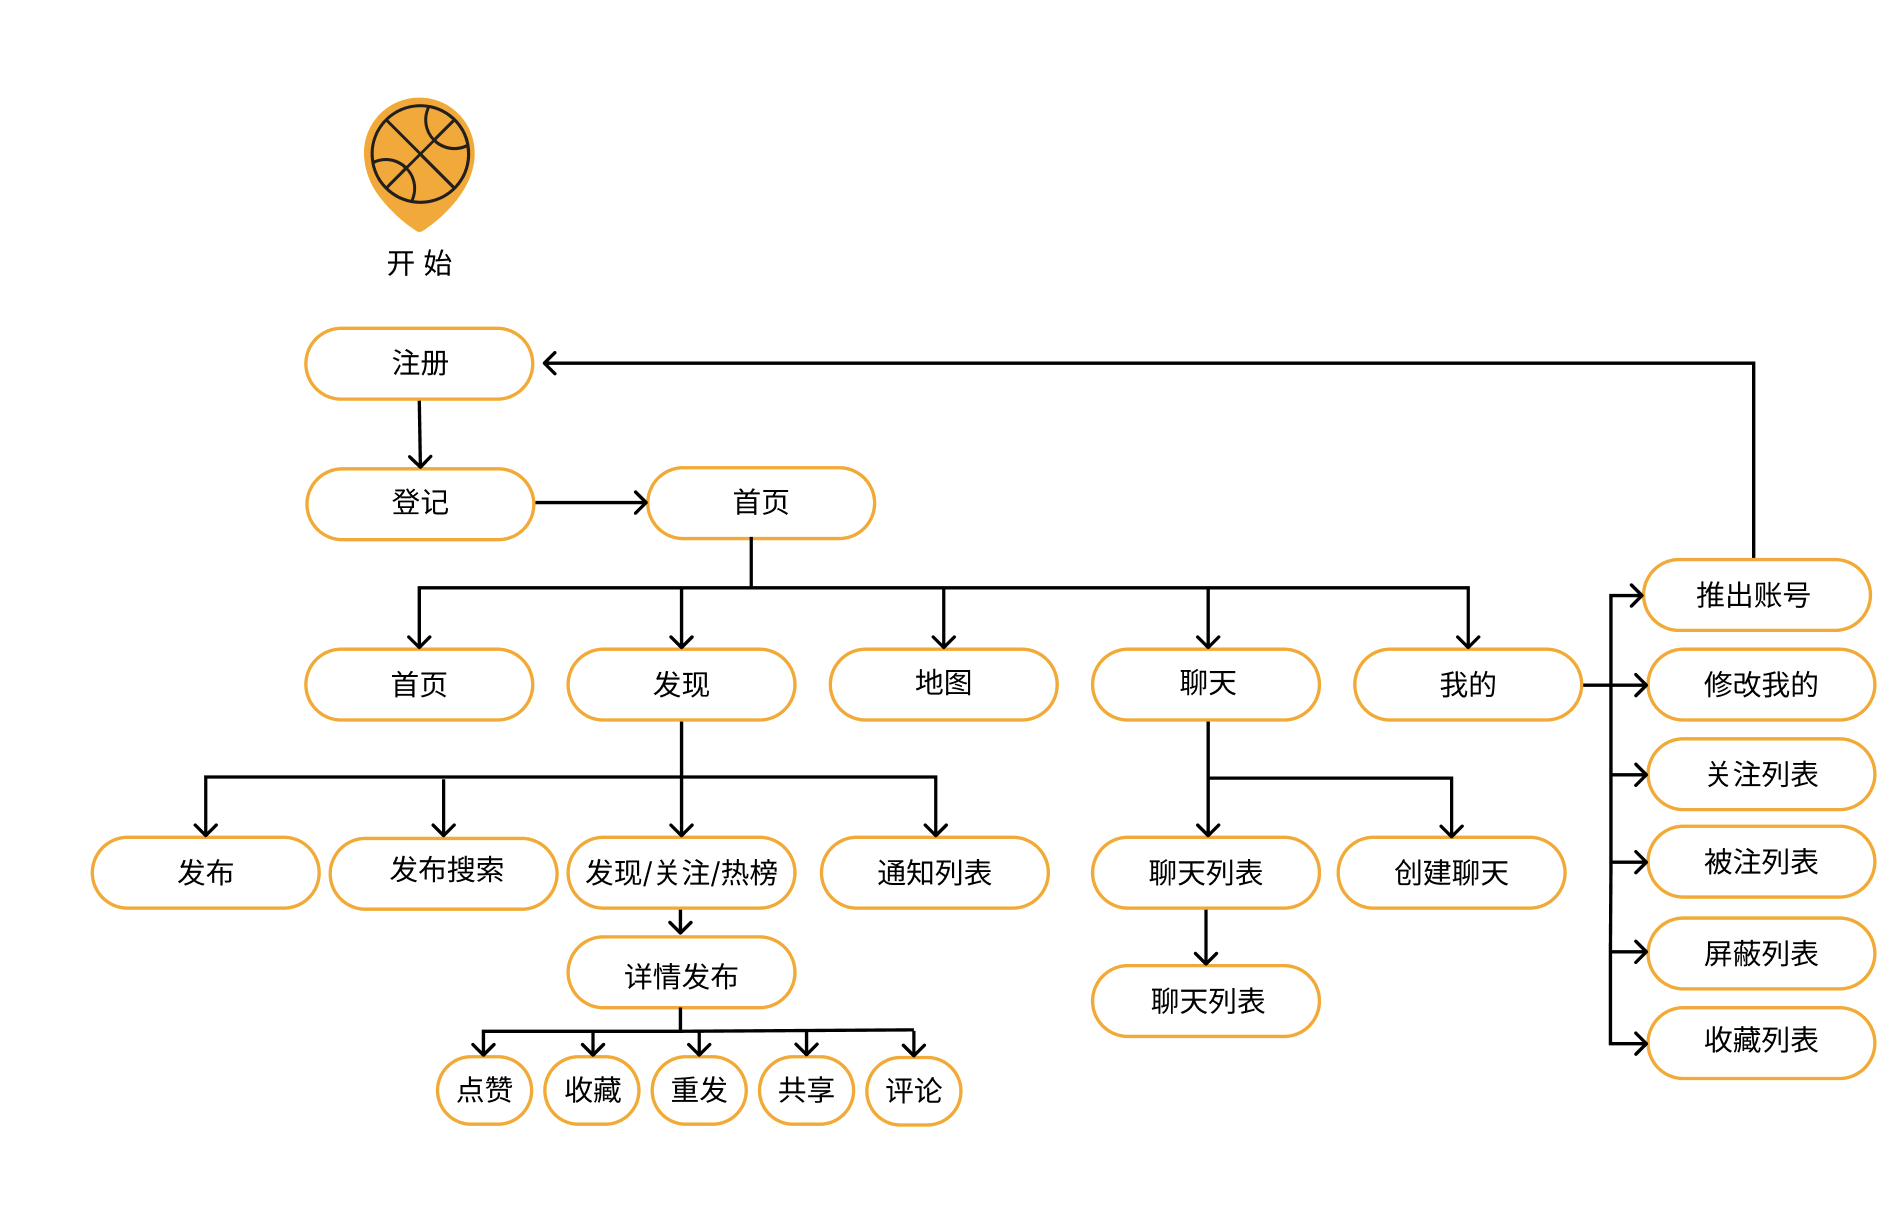 开 始
注册
登记
首页
推出账号
首页
发现
地图
聊天
我的
修改我的
关注列表
发布
发布搜索
发现/关注/热榜
通知列表
聊天列表
创建聊天
被注列表
详情发布
聊天列表
屏蔽列表
收藏列表
点赞
收藏
重发
共享
评论